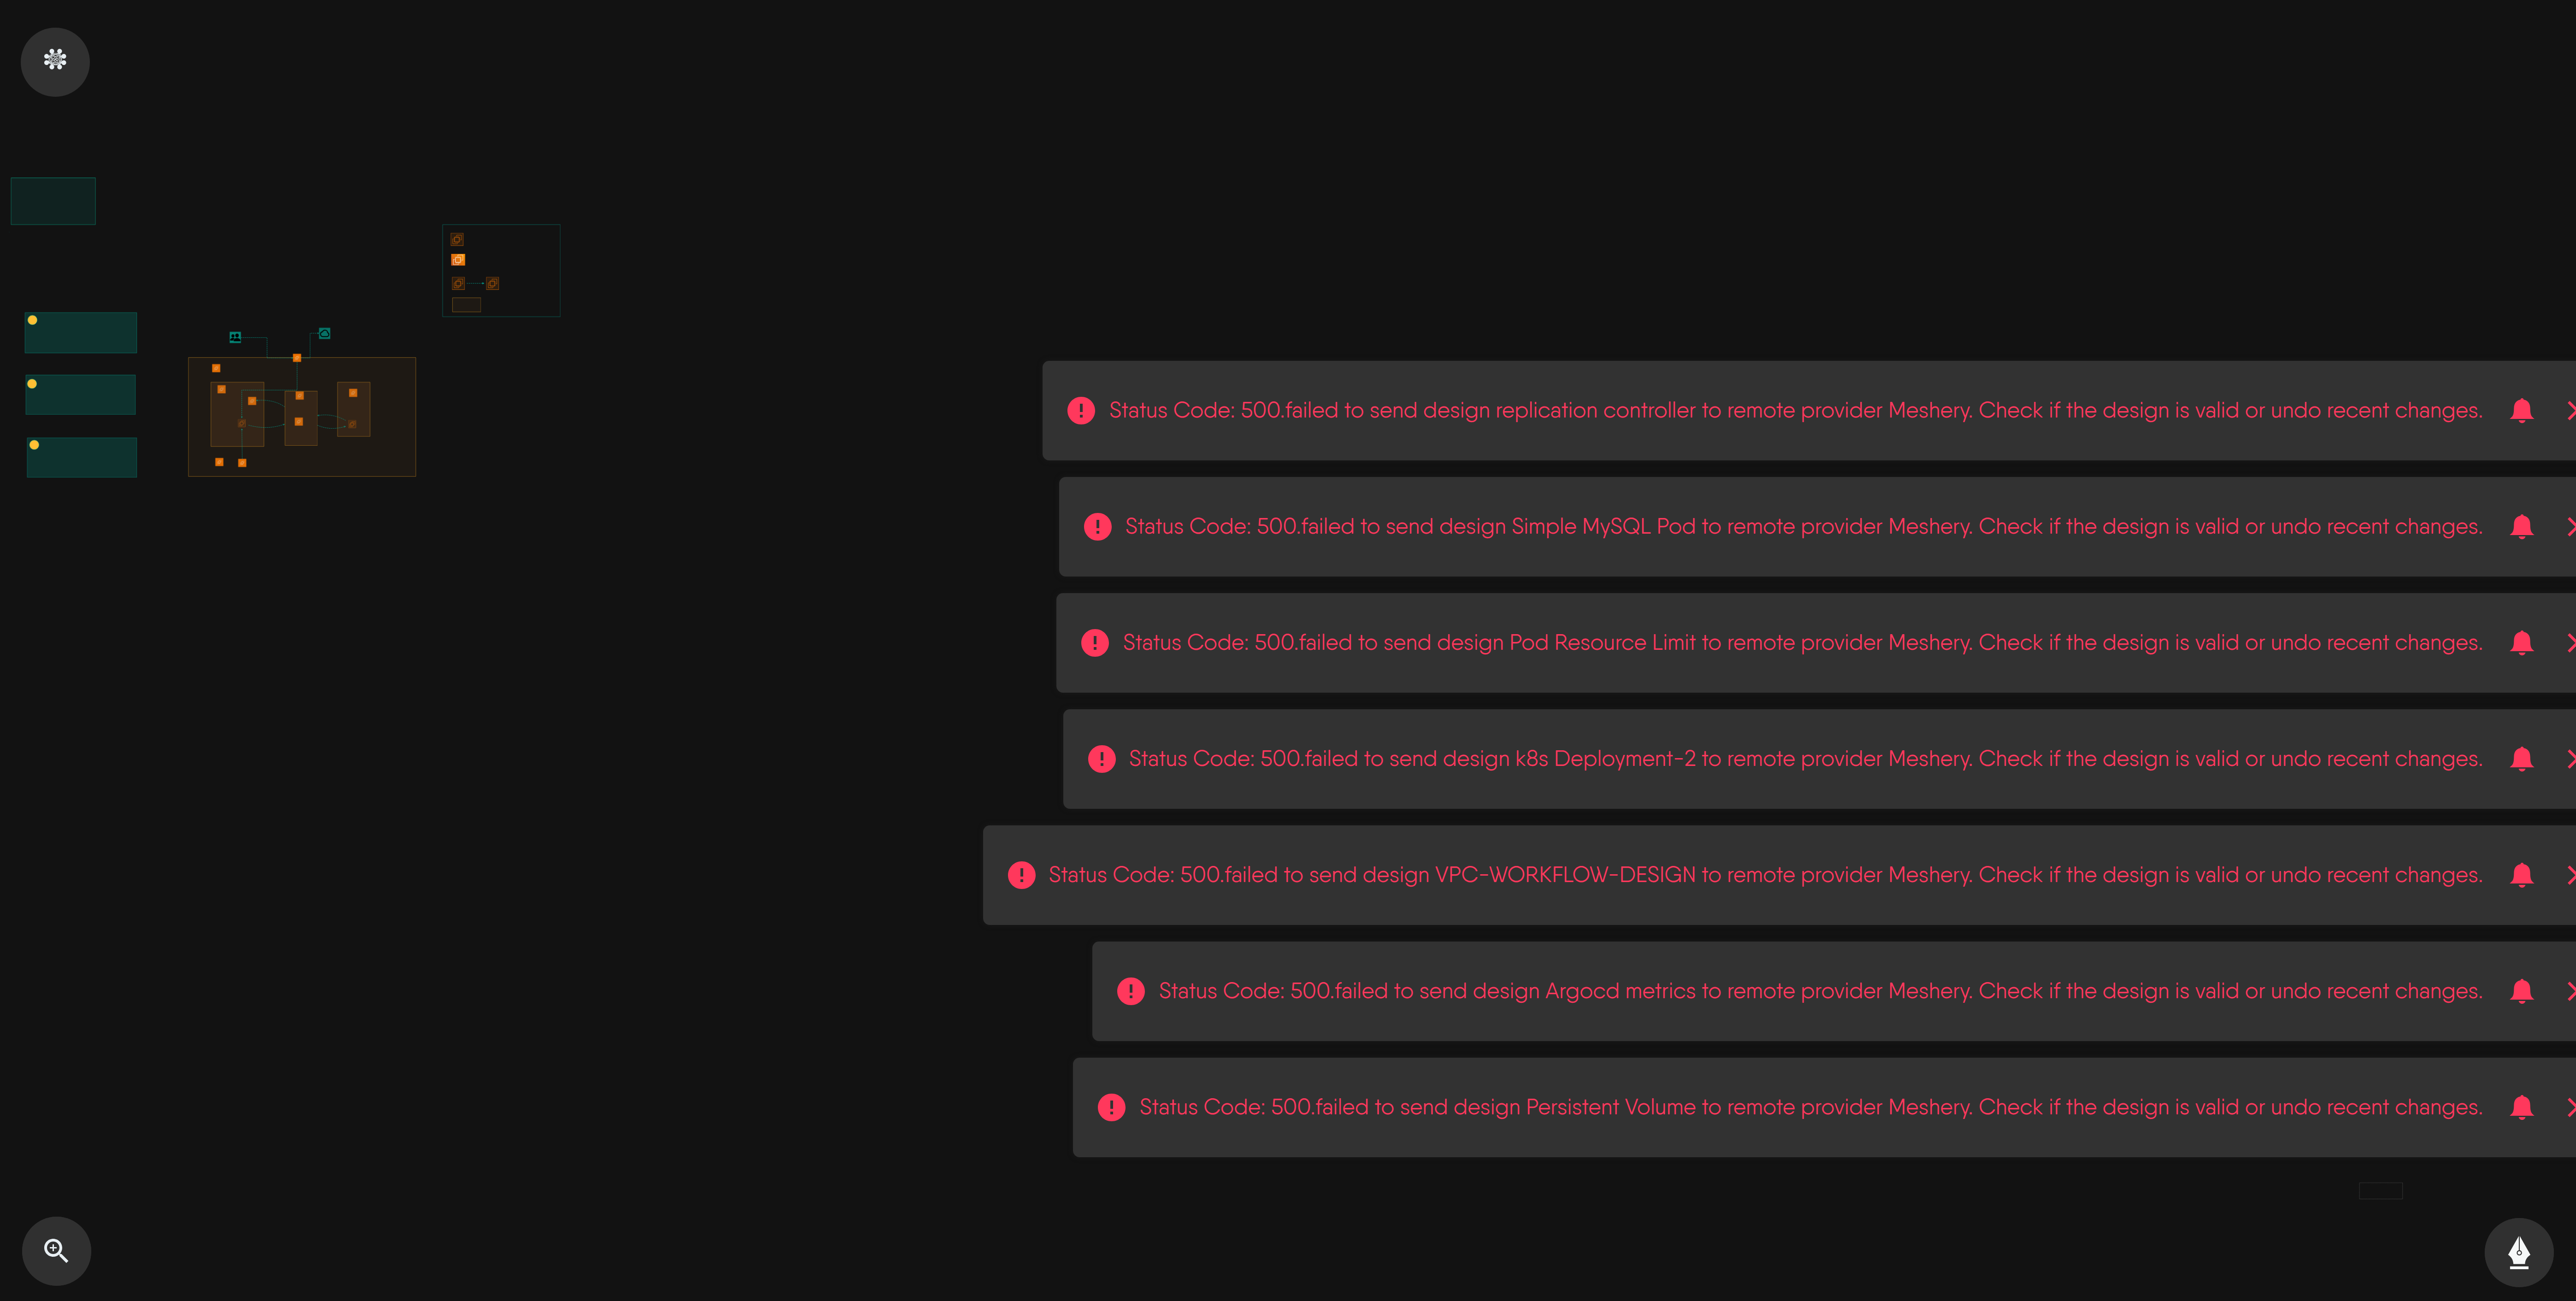 Status Code: 500.failed to send design replication controller to remote provider Meshery. Check if the design is valid or undo recent changes.
Status Code: 500.failed to send design Simple MySQL Pod to remote provider Meshery. Check if the design is valid or undo recent changes.
Status Code: 500.failed to send design Pod Resource Limit to remote provider Meshery. Check if the design is valid or undo recent changes.
Status Code: 500.failed to send design k8s Deployment-2 to remote provider Meshery. Check if the design is valid or undo recent changes.
Status Code: 500.failed to send design VPC-WORKFLOW-DESIGN to remote provider Meshery. Check if the design is valid or undo recent changes.
Status Code: 500.failed to send design Argocd metrics to remote provider Meshery. Check if the design is valid or undo recent changes.
Status Code: 500.failed to send design Persistent Volume to remote provider Meshery. Check if the design is valid or undo recent changes.